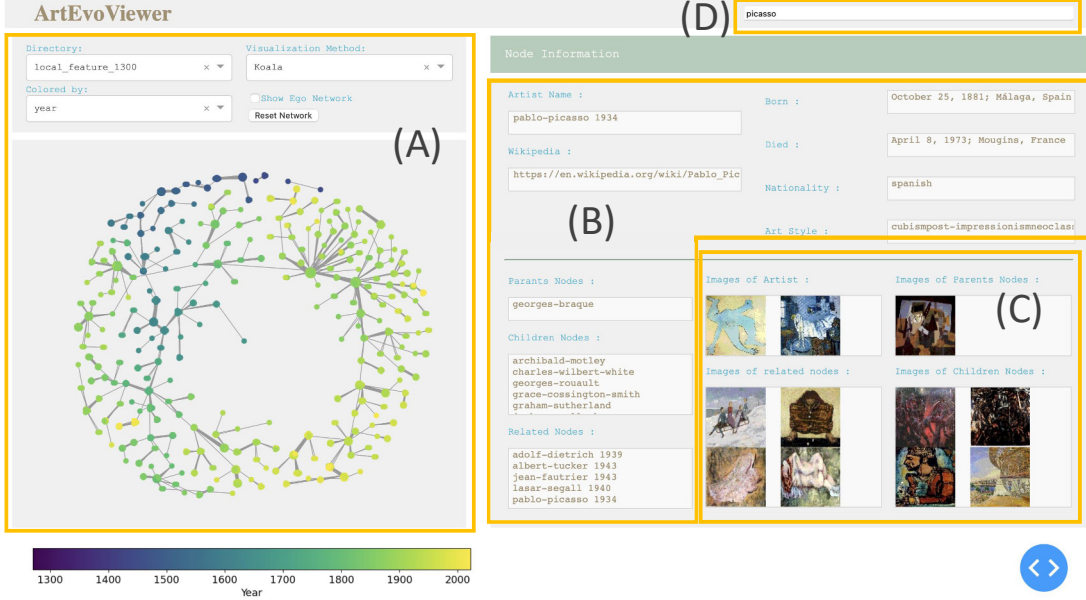 ArtEvoViewer
(D)
picasso
Directory:
Visualization Method:
local_feature_1300 ×
Koala ×
Colored by:
year ×
Show Ego Network
Reset Network
(A)
Node Information
Artist Name :
pablo-picasso 1934
Born :
October 25, 1881; Málaga, Spain
Wikipedia :
https://en.wikipedia.org/wiki/Pablo_Pic
Died :
April 8, 1973; Mougins, France
Nationality :
spanish
(B)
Art Style :
cubismpost-impressionismneoclas
Parants Nodes :
georges-braque
Children Nodes :
archibald-motley
charles-wilbert-white
georges-rouault
grace-cossington-smith
graham-sutherland
Related Nodes :
adolf-dietrich 1939
albert-tucker 1943
jean-fautrier 1943
lasar-segall 1940
pablo-picasso 1934
Images of Artist :
Images of Parents Nodes :
(C)
Images of related nodes :
Images of Children Nodes :
1300 1400 1500 1600 1700 1800 1900 2000
Year